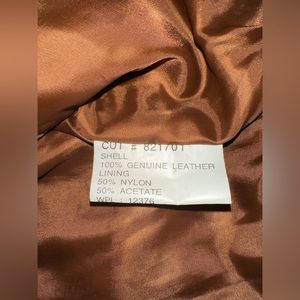 CUT # 821701
SHELL
100% GENUINE LEATHER
LINING
50% NYLON
50% ACETATE
WPL : 12376